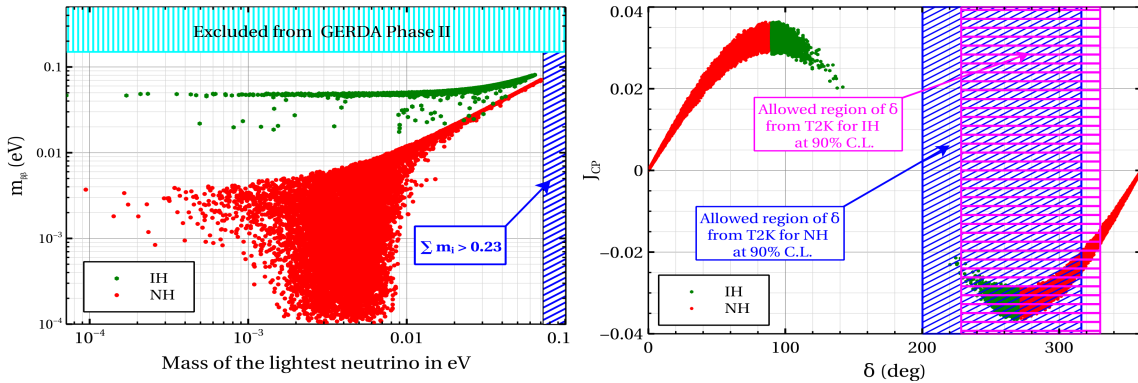 Excluded from GERDA Phase II
0.1
0.01
10⁻³
10⁻⁴
m_ββ (eV)
∑ m_i > 0.23
IH
NH
10⁻⁴
10⁻³
0.01
0.1
Mass of the lightest neutrino in eV
0.04
0.02
0
−0.02
−0.04
J_CP
Allowed region of δ
from T2K for IH
at 90% C.L.
Allowed region of δ
from T2K for NH
at 90% C.L.
IH
NH
0
100
200
300
δ (deg)